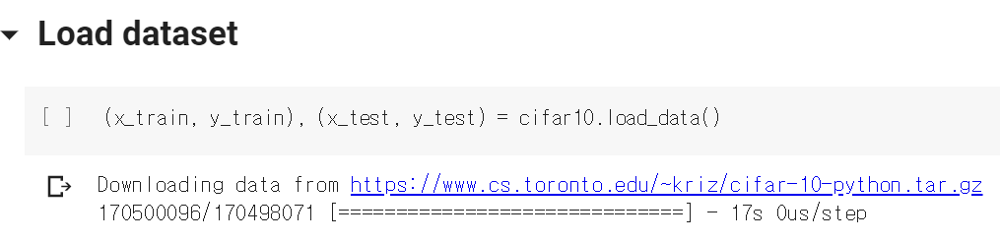 Load dataset
[ ] (x_train, y_train), (x_test, y_test) = cifar10.load_data()
Downloading data from https://www.cs.toronto.edu/~kriz/cifar-10-python.tar.gz
170500096/170498071 [==============================] - 17s 0us/step